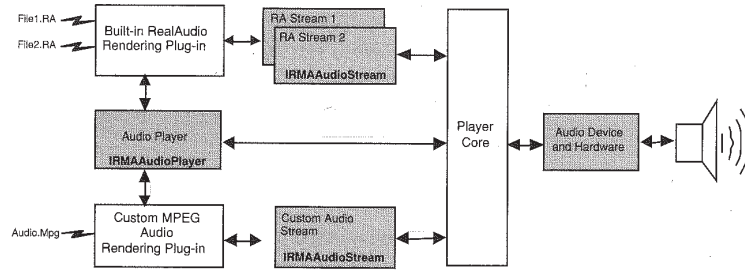 File1.RA
File2.RA
Built-in RealAudio
Rendering Plug-in
RA Stream 1
RA Stream 2
IRMAAudioStream
Audio Player
IRMAAudioPlayer
Player
Core
Audio Device
and Hardware
Audio.Mpg
Custom MPEG
Audio
Rendering Plug-in
Custom Audio
Stream
IRMAAudioStream